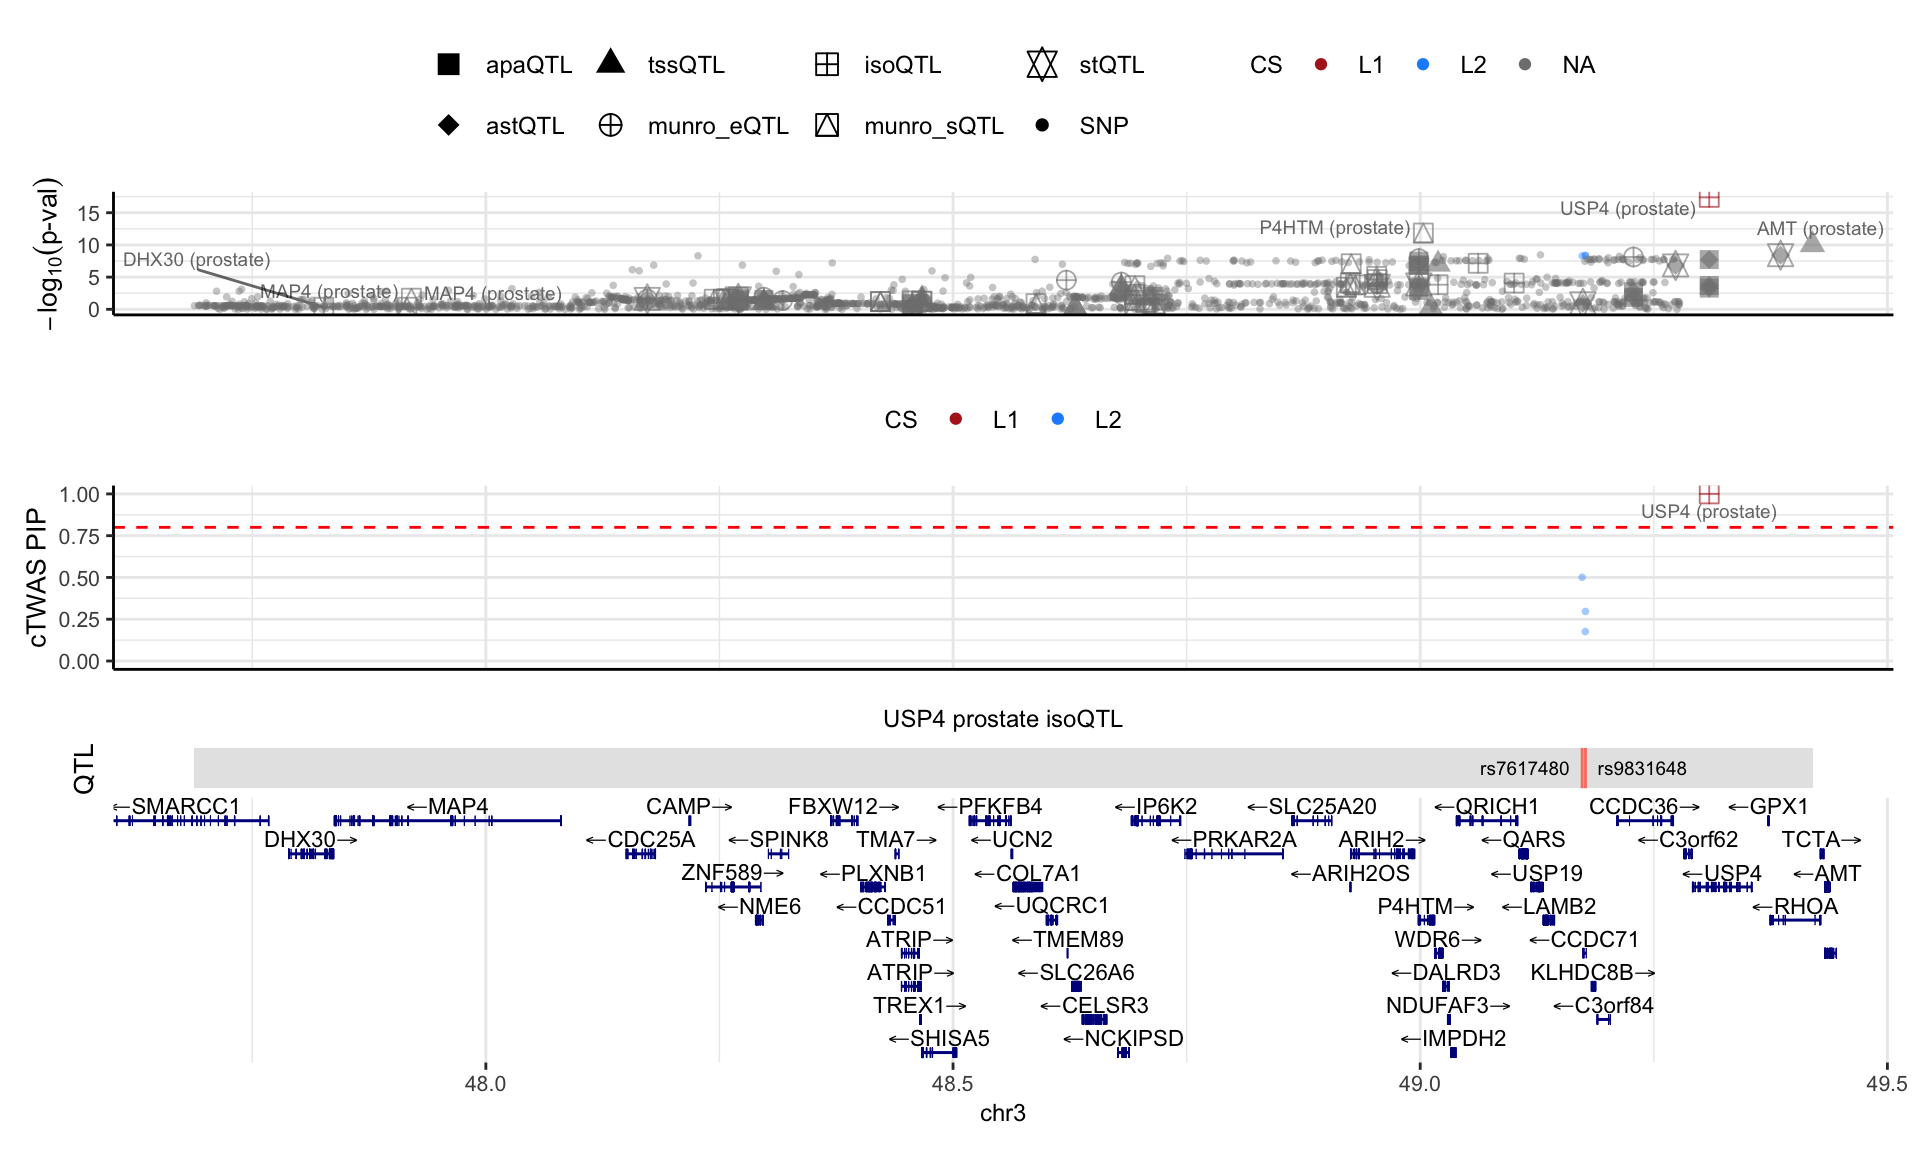 apaQTL tssQTL isoQTL stQTL CS L1 L2 NA
astQTL munro_eQTL munro_sQTL SNP
−log10(p-val)
15
10
5
0
USP4 (prostate)
P4HTM (prostate)
AMT (prostate)
DHX30 (prostate)
MAP4 (prostate)
MAP4 (prostate)
CS L1 L2
cTWAS PIP
1.00
0.75
0.50
0.25
0.00
USP4 (prostate)
USP4 prostate isoQTL
QTL
rs7617480 rs9831648
←SMARCC1 ←MAP4 CAMP→ FBXW12→ ←PFKFB4 ←IP6K2 ←SLC25A20 ←QRICH1 CCDC36→ ←GPX1
DHX30→ ←CDC25A ←SPINK8 TMA7→ ←UCN2 ←PRKAR2A ARIH2→ ←QARS ←C3orf62 TCTA→
ZNF589→ ←PLXNB1 ←COL7A1 ←ARIH2OS ←USP19 ←USP4 ←AMT
←NME6 ←CCDC51 ←UQCRC1 P4HTM→ ←LAMB2 ←RHOA
ATRIP→ ←TMEM89 WDR6→ ←CCDC71
ATRIP→ ←SLC26A6 ←DALRD3 KLHDC8B→
TREX1→ ←CELSR3 NDUFAF3→ ←C3orf84
←SHISA5 ←NCKIPSD ←IMPDH2
48.0 48.5 49.0 49.5
chr3